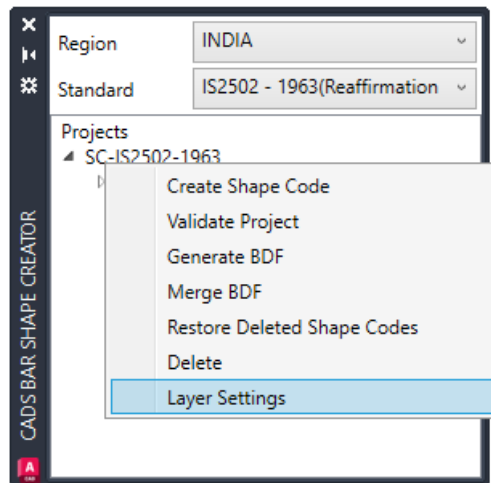 Region INDIA
Standard IS2502 - 1963(Reaffirmation
Projects
SC-IS2502-1963
Create Shape Code
Validate Project
Generate BDF
Merge BDF
Restore Deleted Shape Codes
Delete
Layer Settings
CADS BAR SHAPE CREATOR
A
CAD